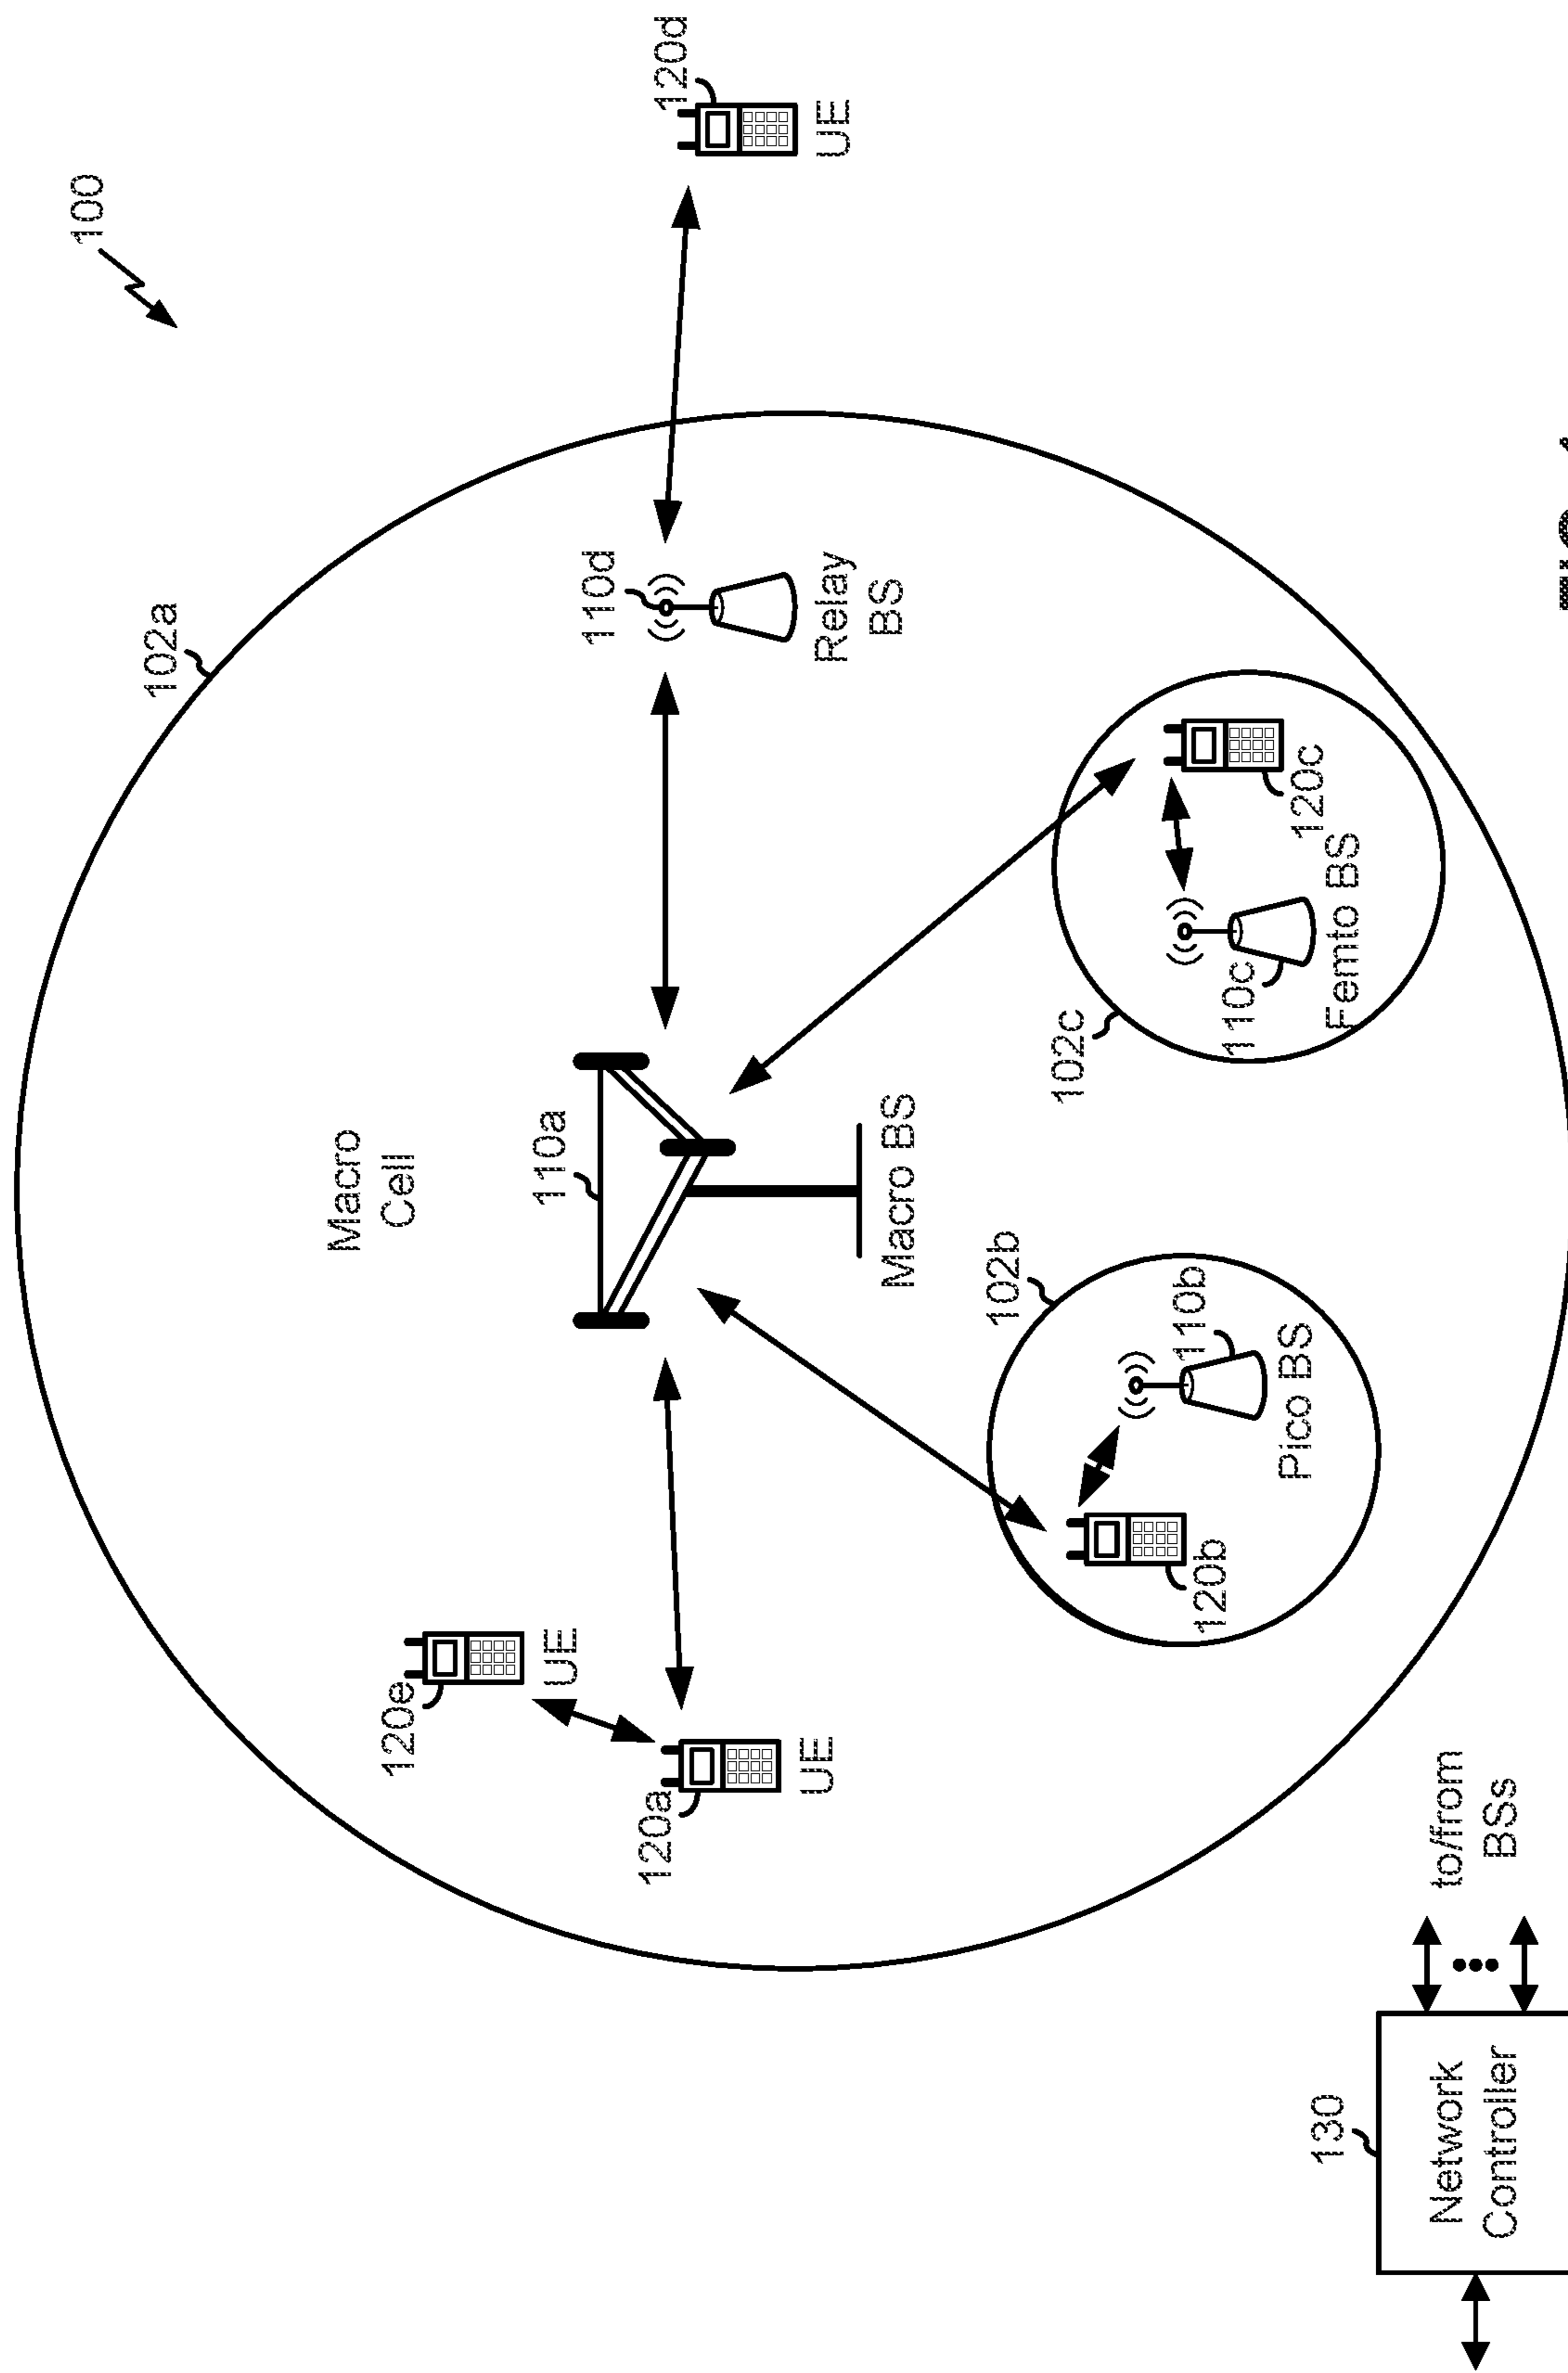 100
102a
Macro
Cell
120e
UE
110a
110d
120d
120a
UE
Relay
BS
UE
Macro BS
102b
102c
120b
110b
Pico BS
110c
120c
Femto BS
130
Network
Controller
to/from
BSs